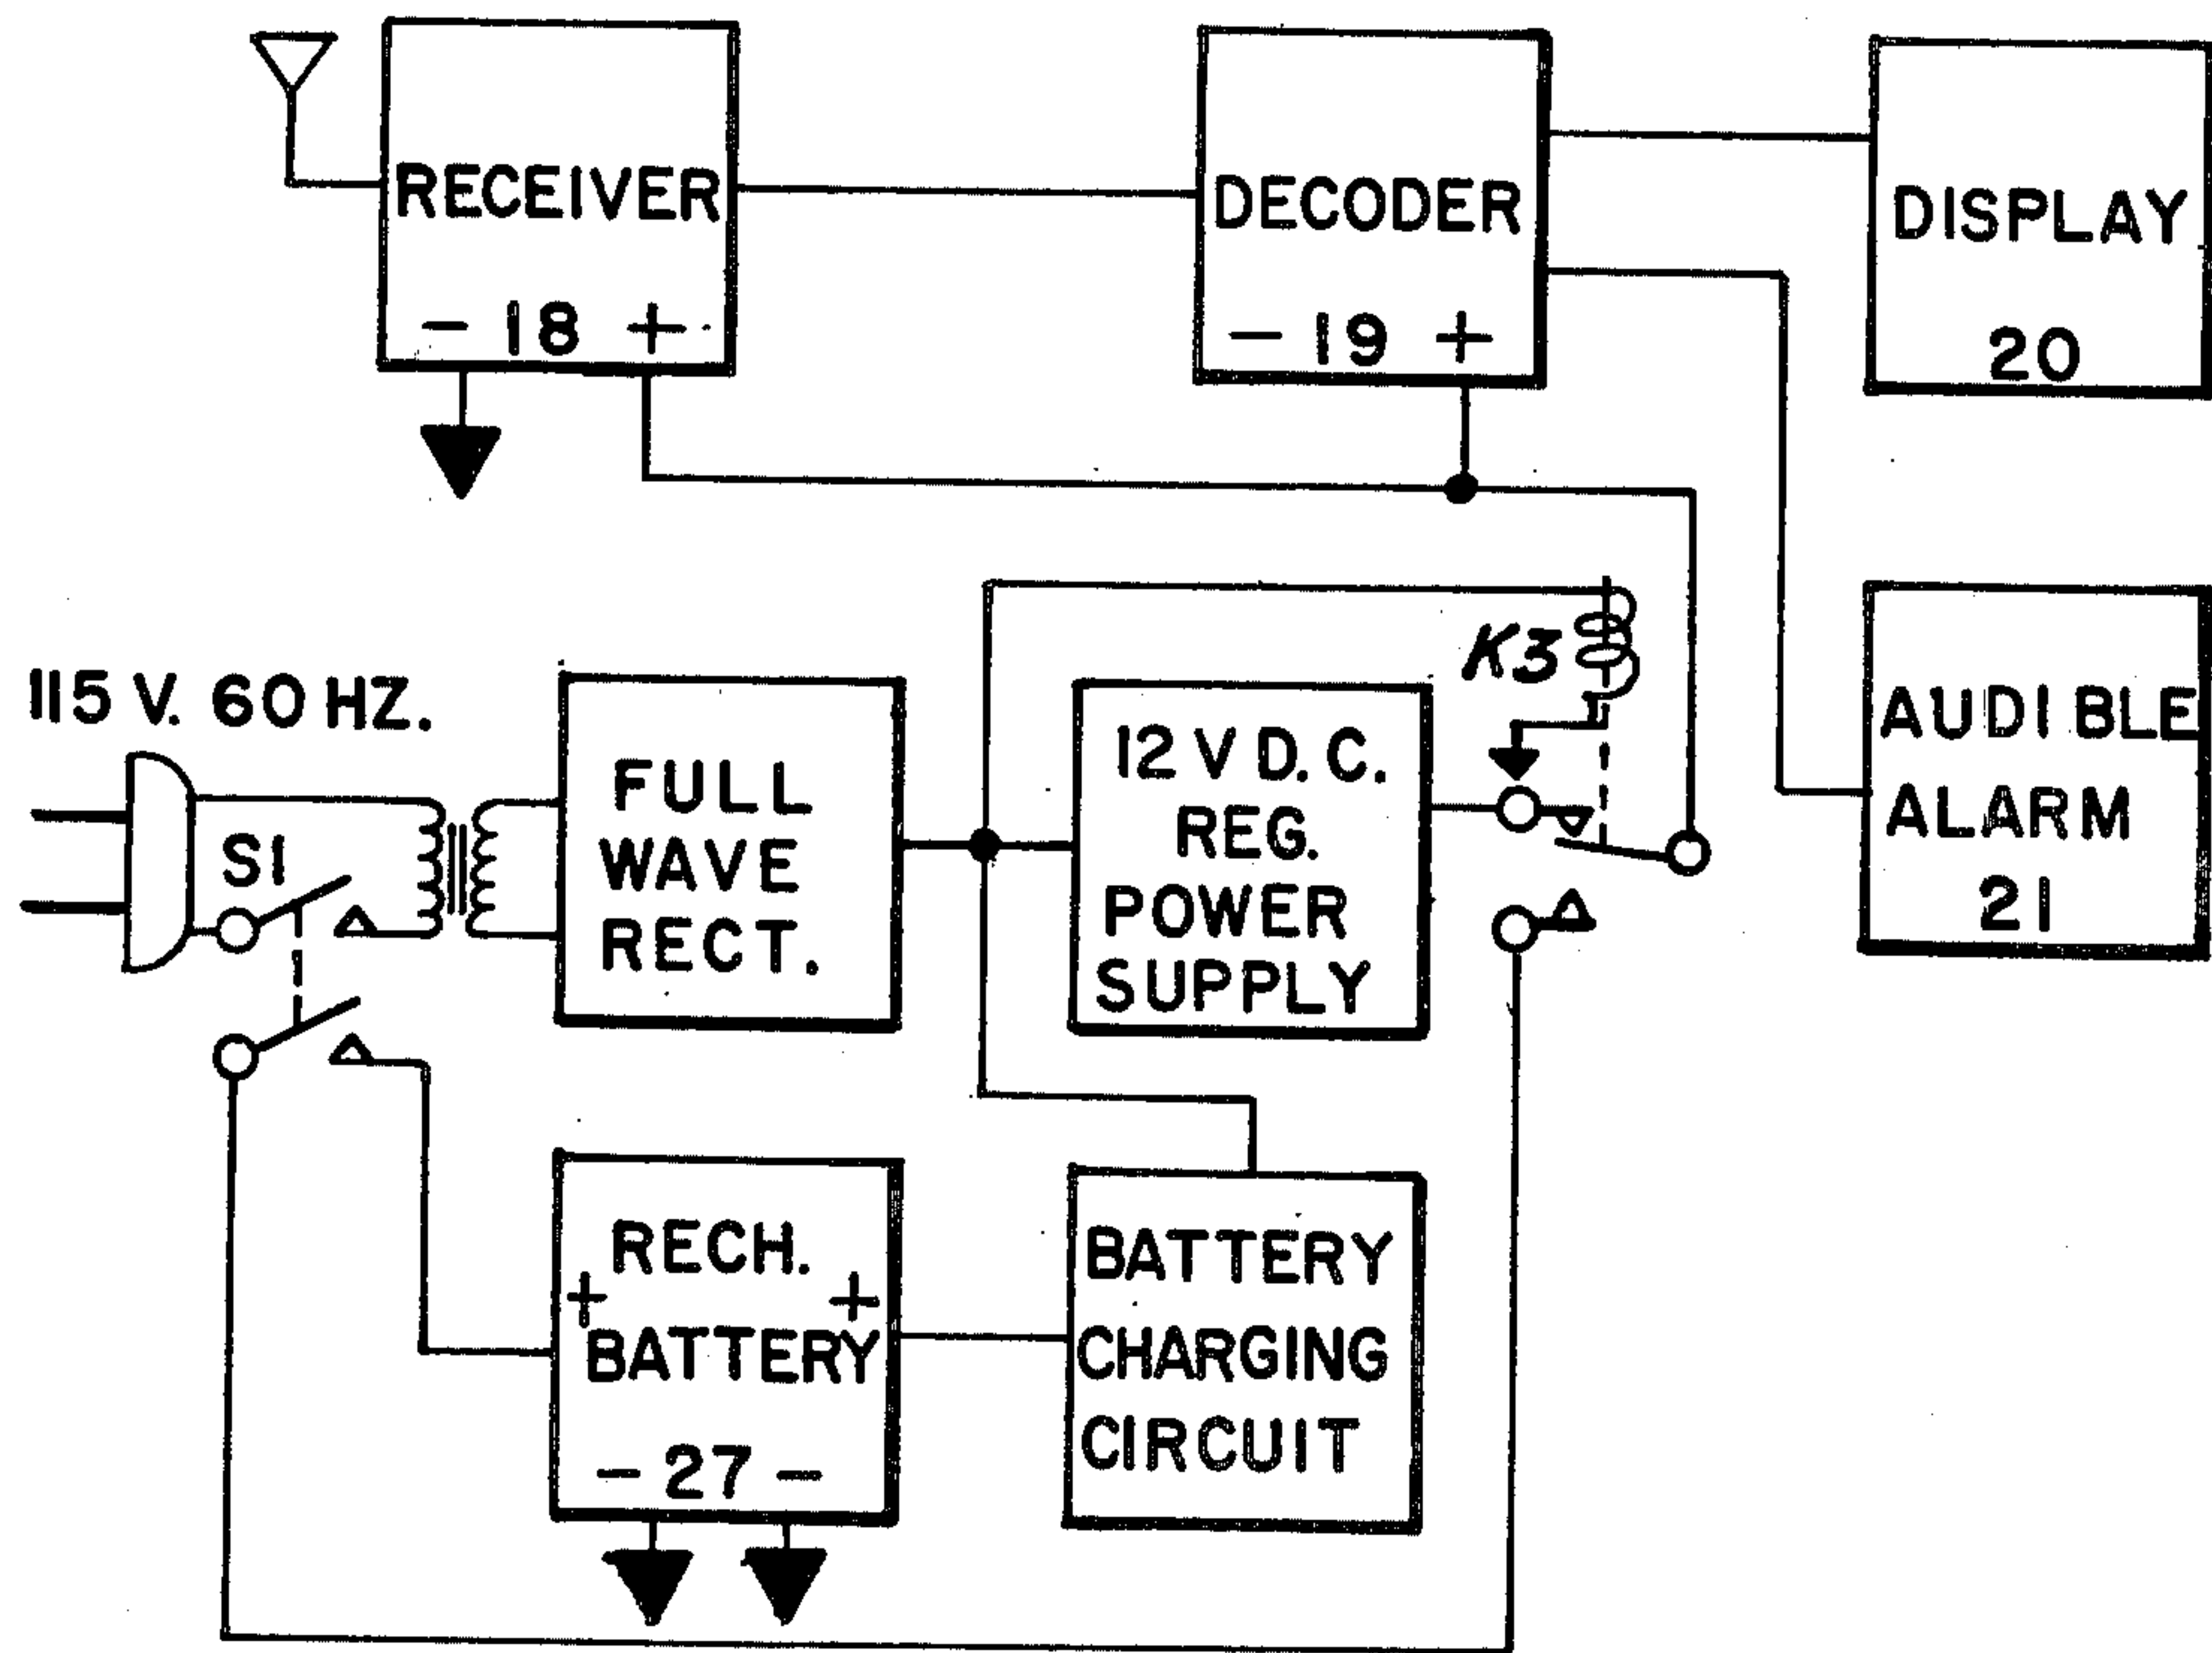 RECEIVER
- 18 +
DECODER
- 19 +
DISPLAY
20
115 V. 60 HZ.
S1
FULL
WAVE
RECT.
12 V D.C.
REG.
POWER
SUPPLY
K3
AUDIBLE
ALARM
21
RECH.
+ +
BATTERY
- 27 -
BATTERY
CHARGING
CIRCUIT